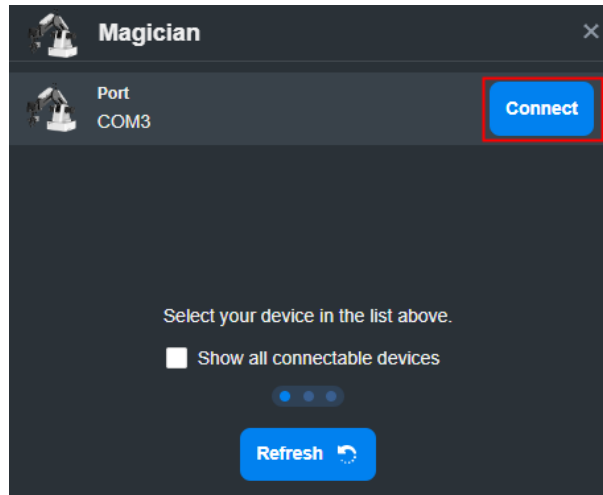 Magician
Port
COM3
Connect
Select your device in the list above.
Show all connectable devices
Refresh